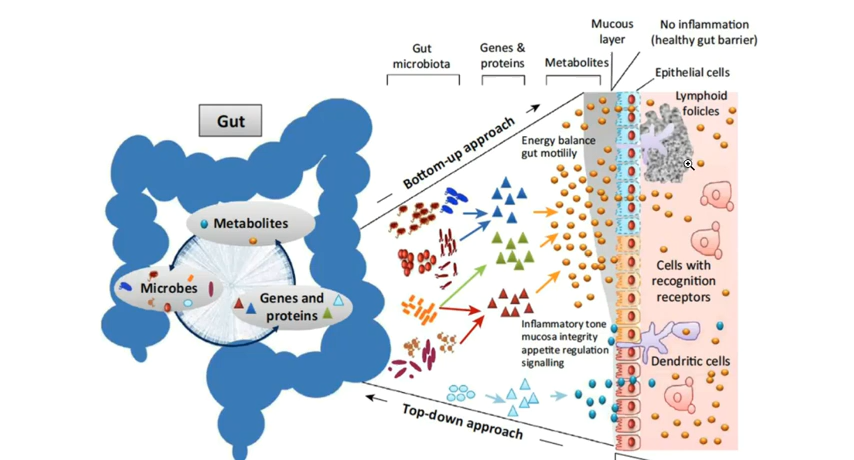 Mucous
layer
No inflammation
(healthy gut barrier)
Gut
microbiota
Genes &
proteins
Metabolites
Epithelial cells
Lymphoid
folicles
Gut
Bottom-up approach
Energy balance
gut motilily
Metabolites
Microbes
Genes and
proteins
Cells with
recognition
receptors
Inflammatory tone
mucosa integrity
appetite regulation
signalling
Dendritic cells
Top-down approach